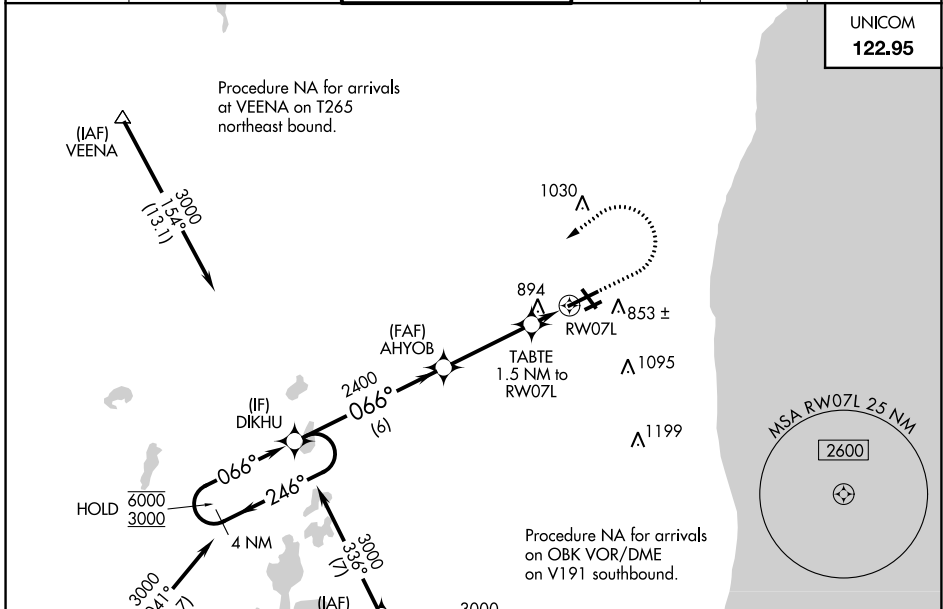 UNICOM
122.95
Procedure NA for arrivals
at VEENA on T265
northeast bound.
(IAF)
VEENA
3000
154°
(13.1)
1030
894
RW07L
853 ±
(FAF)
AHYOB
TABTE
1.5 NM to
RW07L
1095
2400
066°
(6)
(IF)
DIKHU
1199
MSA RW07L 25 NM
2600
066°
246°
HOLD
6000
3000
4 NM
Procedure NA for arrivals
on OBK VOR/DME
on V191 southbound.
3000
336°
(7)
3000
041°
(IAF)
3000